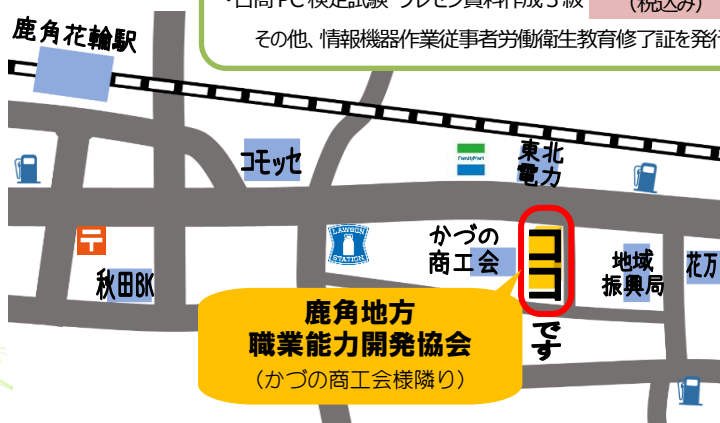 ・日商PC検定試験 プレゼン資料作成3級
(税込み)
その他、情報機器作業従事者労働衛生教育修了証を発行
鹿角花輪駅
コモッセ
FamilyMart
東北
電力
〒
秋田BK
LAWSON
STATION
かづの
商工会
ココ
です
地域
振興局
花万
鹿角地方
職業能力開発協会
(かづの商工会様隣り)